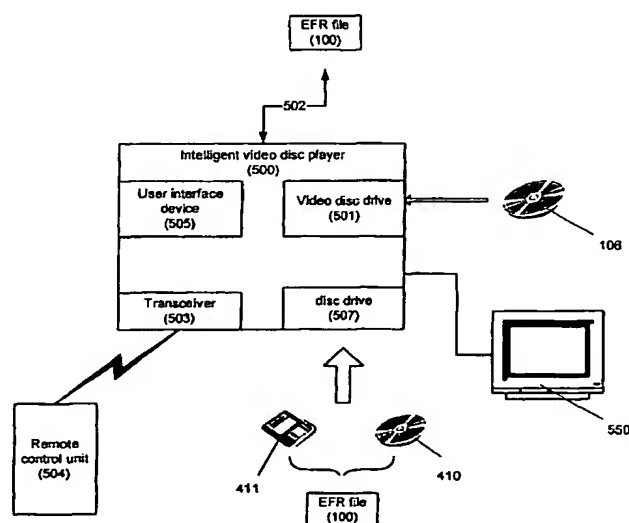 EFR file
(100)
502
Intelligent video disc player
(500)
User interface
device
(505)
Video disc drive
(501)
106
Transceiver
(503)
disc drive
(507)
550
Remote
control unit
(504)
411
410
EFR file
(100)